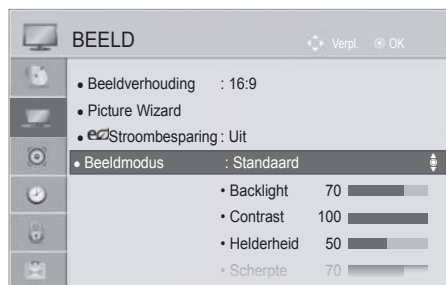 BEELD Verpl. OK
• Beeldverhouding : 16:9
• Picture Wizard
• eco Stroombesparing : Uit
• Beeldmodus : Standaard
• Backlight 70
• Contrast 100
• Helderheid 50
• Scherpte 70